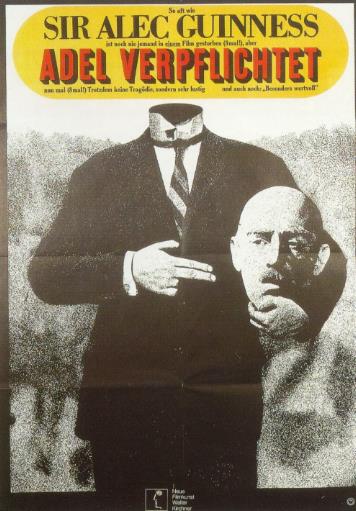 So oft wie
SIR ALEC GUINNESS
ist noch nie jemand in einem Film gestorben (8mal!), aber
ADEL VERPFLICHTET
nun mal (8mal!) Trotzdem keine Tragödie, sondern sehr lustig und auch noch: „Besonders wertvoll“
Neue
Filmkunst
Walter
Kirchner